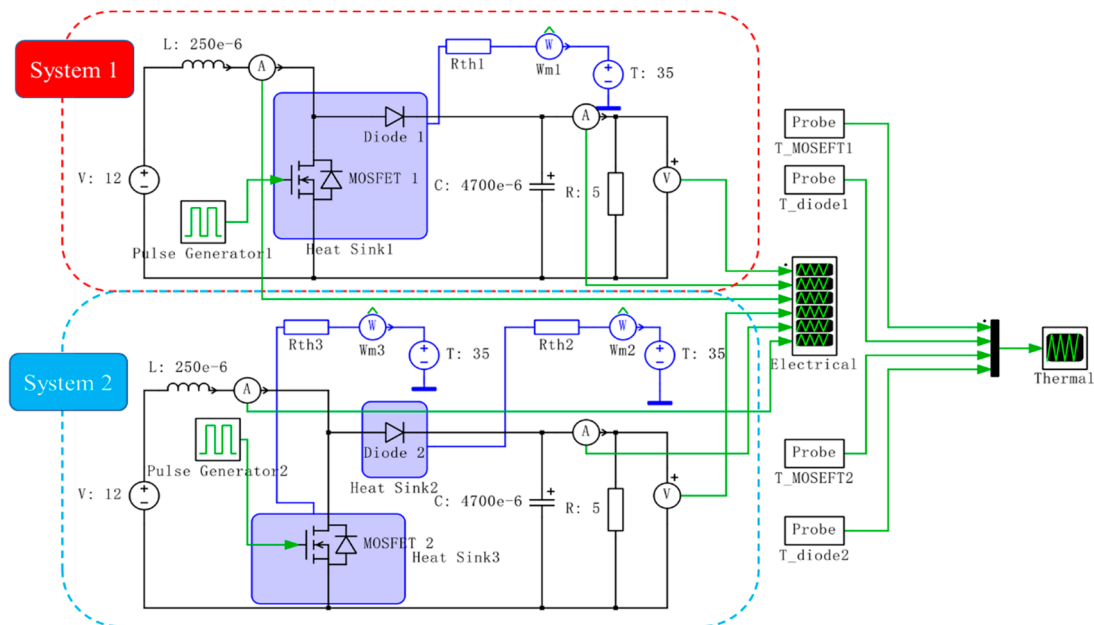 System 1
L: 250e-6
A
Rth1
W
Wm1
T: 35
V: 12
Diode 1
MOSFET 1
Pulse Generator1
Heat Sink1
C: 4700e-6
A
R: 5
V
Probe
T_MOSEFT1
Probe
T_diode1
Electrical
Thermal
System 2
L: 250e-6
A
Rth3
W
Wm3
T: 35
Rth2
W
Wm2
T: 35
V: 12
Pulse Generator2
Diode 2
Heat Sink2
MOSFET 2
Heat Sink3
C: 4700e-6
A
R: 5
V
Probe
T_MOSEFT2
Probe
T_diode2